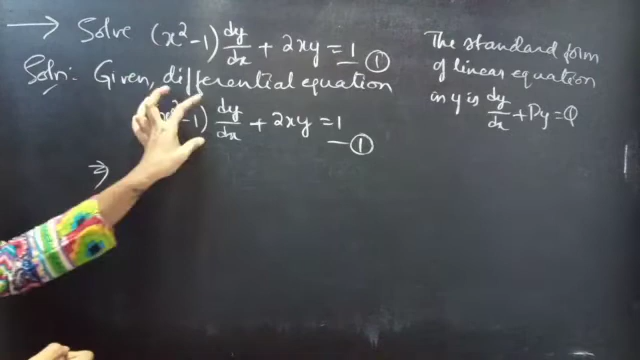 → Solve (x²-1) dy/dx + 2xy = 1 ①
Soln: Given, differential equation
x²-1) dy/dx + 2xy = 1
— ①
⇒
The standard form
of linear equation
in y is dy/dx + Py = Q